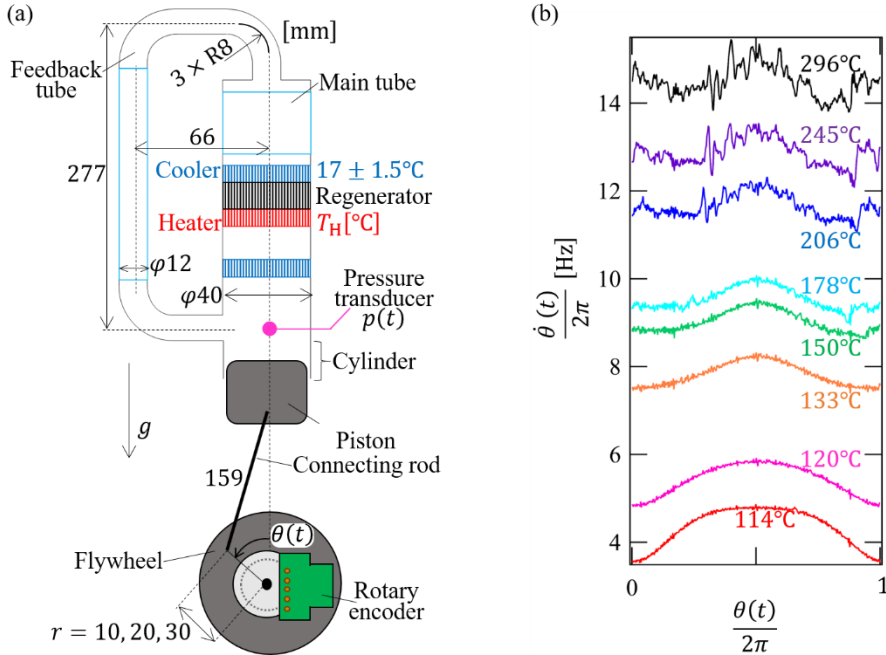 (a)
[mm]
Feedback
tube
3 × R8
Main tube
66
277
Cooler
17 ± 1.5℃
Regenerator
Heater
T_H[℃]
φ12
φ40
Pressure
transducer
p(t)
Cylinder
g
Piston
Connecting rod
159
θ(t)
Flywheel
Rotary
encoder
r = 10, 20, 30
(b)
296℃
14
245℃
12
206℃
10
178℃
150℃
8
133℃
6
120℃
4
114℃
θ̇(t)
2π
[Hz]
0
1
θ(t)
2π